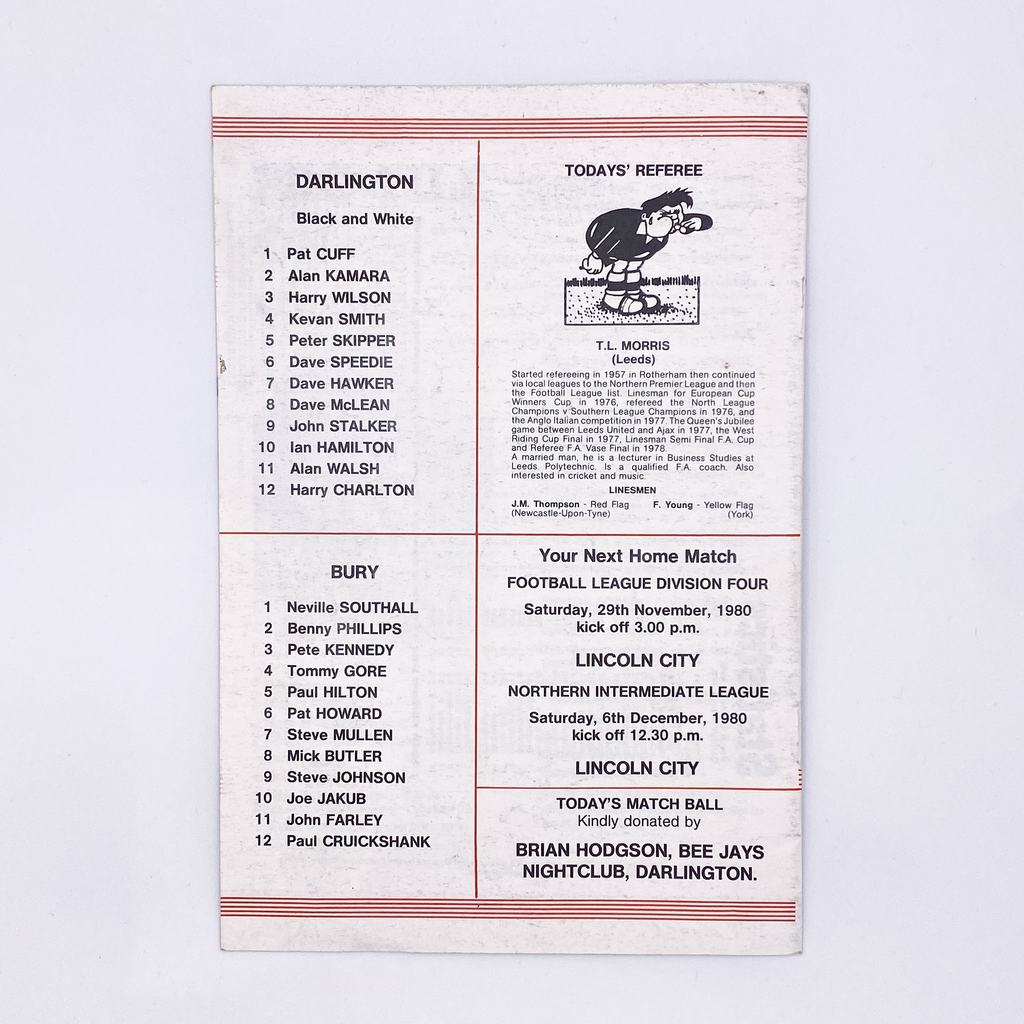 DARLINGTON
Black and White
1 Pat CUFF
2 Alan KAMARA
3 Harry WILSON
4 Kevan SMITH
5 Peter SKIPPER
6 Dave SPEEDIE
7 Dave HAWKER
8 Dave McLEAN
9 John STALKER
10 Ian HAMILTON
11 Alan WALSH
12 Harry CHARLTON
TODAYS' REFEREE
T.L. MORRIS
(Leeds)
Started refereeing in 1957 in Rotherham then continued
via local leagues to the Northern Premier League and then
the Football League list. Linesman for European Cup
Winners Cup in 1976, refereed the North League
Champions v Southern League Champions in 1976, and
the Anglo Italian competition in 1977. The Queen's Jubilee
game between Leeds United and Ajax in 1977, the West
Riding Cup Final in 1977, Linesman Semi Final F.A. Cup
and Referee F.A. Vase Final in 1978.
A married man, he is a lecturer in Business Studies at
Leeds Polytechnic. Is a qualified F.A. coach. Also
interested in cricket and music.
LINESMEN
J.M. Thompson - Red Flag F. Young - Yellow Flag
(Newcastle-Upon-Tyne) (York)
BURY
1 Neville SOUTHALL
2 Benny PHILLIPS
3 Pete KENNEDY
4 Tommy GORE
5 Paul HILTON
6 Pat HOWARD
7 Steve MULLEN
8 Mick BUTLER
9 Steve JOHNSON
10 Joe JAKUB
11 John FARLEY
12 Paul CRUICKSHANK
Your Next Home Match
FOOTBALL LEAGUE DIVISION FOUR
Saturday, 29th November, 1980
kick off 3.00 p.m.
LINCOLN CITY
NORTHERN INTERMEDIATE LEAGUE
Saturday, 6th December, 1980
kick off 12.30 p.m.
LINCOLN CITY
TODAY'S MATCH BALL
Kindly donated by
BRIAN HODGSON, BEE JAYS
NIGHTCLUB, DARLINGTON.